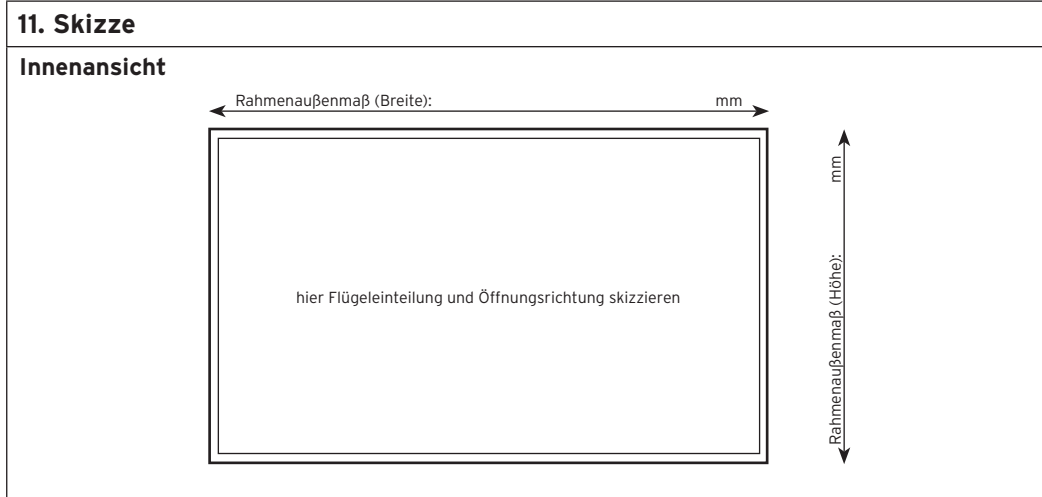 11. Skizze
Innenansicht
Rahmenaußenmaß (Breite): mm
hier Flügeleinteilung und Öffnungsrichtung skizzieren
Rahmenaußenmaß (Höhe): mm